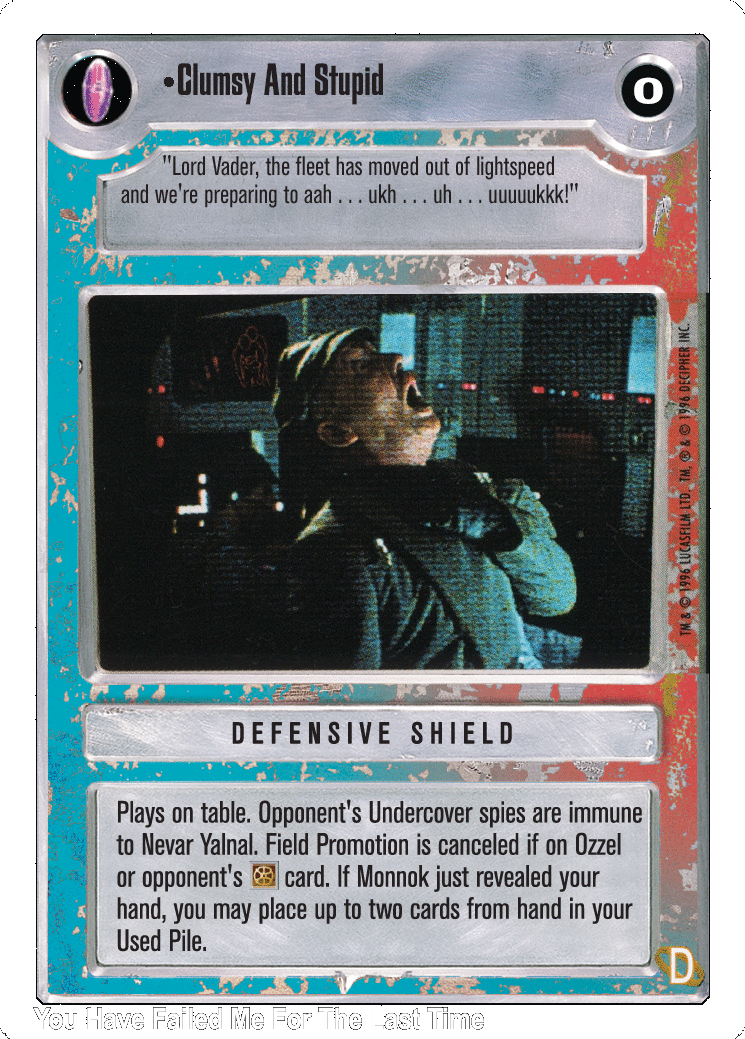 •Clumsy And Stupid
0
"Lord Vader, the fleet has moved out of lightspeed
and we're preparing to aah . . . ukh . . . uh . . . uuuuukkk!"
TM & © 1996 LUCASFILM LTD. TM, ® & © 1996 DECIPHER INC.
DEFENSIVE SHIELD
Plays on table. Opponent's Undercover spies are immune
to Nevar Yalnal. Field Promotion is canceled if on Ozzel
or opponent's card. If Monnok just revealed your
hand, you may place up to two cards from hand in your
Used Pile.
D
You Have Failed Me For The Last Time